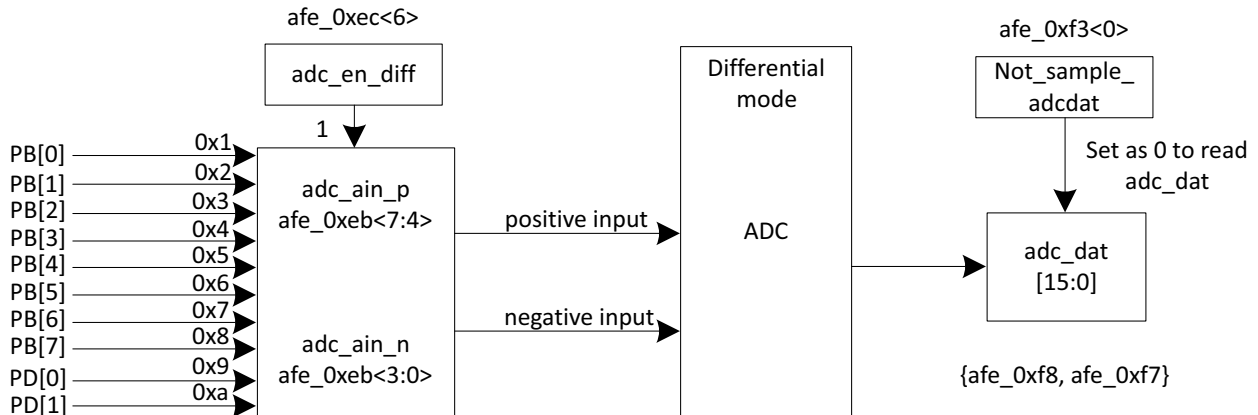 afe_0xec<6>
adc_en_diff
1
afe_0xf3<0>
Not_sample_
adcdat
Set as 0 to read
adc_dat
PB[0] 0x1
PB[1] 0x2
PB[2] 0x3
PB[3] 0x4
PB[4] 0x5
PB[5] 0x6
PB[6] 0x7
PB[7] 0x8
PD[0] 0x9
PD[1] 0xa
adc_ain_p
afe_0xeb<7:4>
adc_ain_n
afe_0xeb<3:0>
positive input
negative input
Differential
mode
ADC
adc_dat
[15:0]
{afe_0xf8, afe_0xf7}